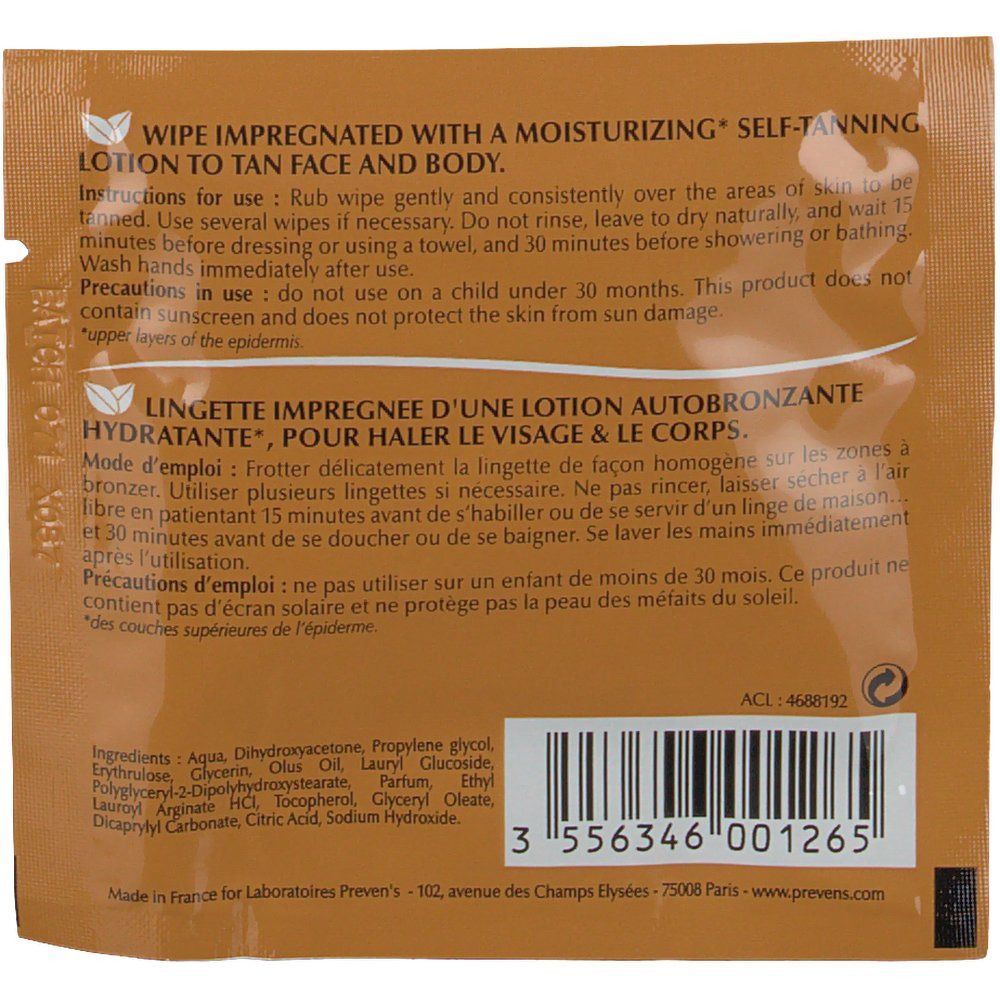 WIPE IMPREGNATED WITH A MOISTURIZING* SELF-TANNING
LOTION TO TAN FACE AND BODY.
Instructions for use : Rub wipe gently and consistently over the areas of skin to be
tanned. Use several wipes if necessary. Do not rinse, leave to dry naturally, and wait 15
minutes before dressing or using a towel, and 30 minutes before showering or bathing.
Wash hands immediately after use.
Precautions in use : do not use on a child under 30 months. This product does not
contain sunscreen and does not protect the skin from sun damage.
*upper layers of the epidermis.
LINGETTE IMPREGNEE D'UNE LOTION AUTOBRONZANTE
HYDRATANTE*, POUR HALER LE VISAGE & LE CORPS.
Mode d'emploi : Frotter délicatement la lingette de façon homogène sur les zones à
bronzer. Utiliser plusieurs lingettes si nécessaire. Ne pas rincer, laisser sécher à l'air
libre en patientant 15 minutes avant de s'habiller ou de se servir d'un linge de maison...
et 30 minutes avant de se doucher ou de se baigner. Se laver les mains immédiatement
après l'utilisation.
Précautions d'emploi : ne pas utiliser sur un enfant de moins de 30 mois. Ce produit ne
contient pas d'écran solaire et ne protège pas la peau des méfaits du soleil.
*des couches supérieures de l'épiderme.
ACL : 4688192
Ingredients : Aqua, Dihydroxyacetone, Propylene glycol,
Erythrulose, Glycerin, Olus Oil, Lauryl Glucoside,
Polyglyceryl-2-Dipolyhydroxystearate, Parfum, Ethyl
Lauroyl Arginate HCl, Tocopherol, Glyceryl Oleate,
Dicaprylyl Carbonate, Citric Acid, Sodium Hydroxide.
3 556346 001265
Made in France for Laboratoires Preven's - 102, avenue des Champs Elysées - 75008 Paris - www.prevens.com